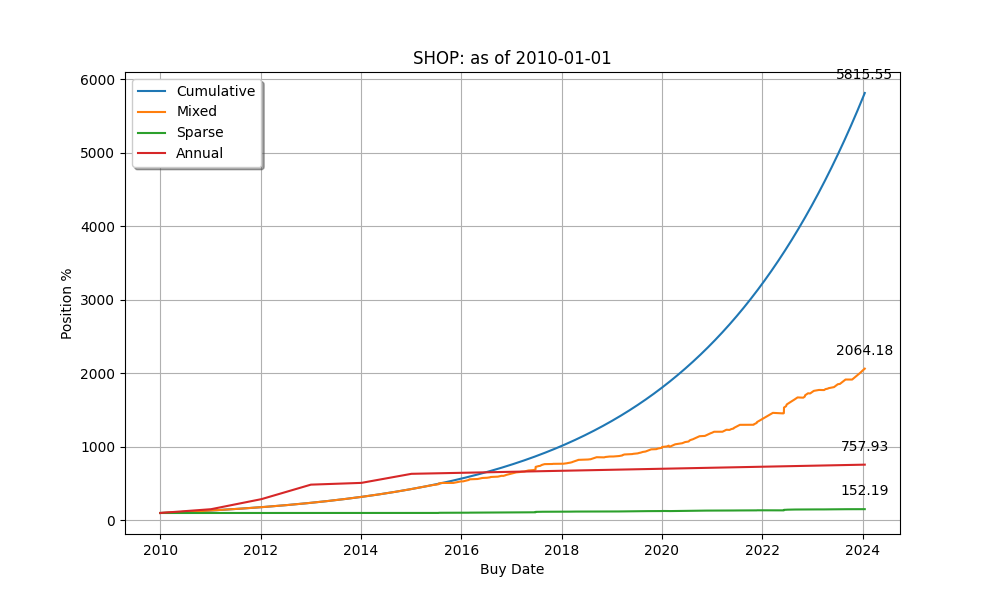 SHOP: as of 2010-01-01
Cumulative
Mixed
Sparse
Annual
5815.55
2064.18
757.93
152.19
6000
5000
4000
3000
2000
1000
0
Position %
2010 2012 2014 2016 2018 2020 2022 2024
Buy Date